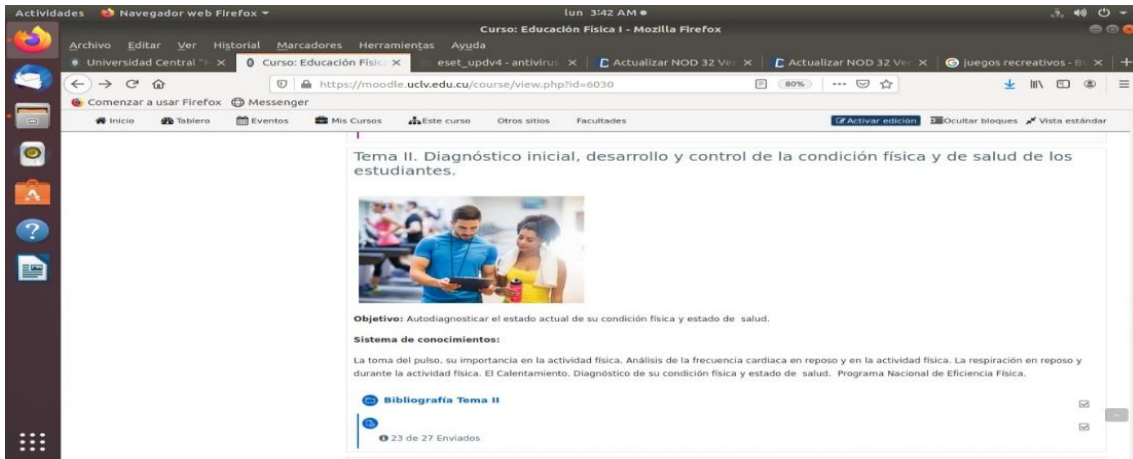 Actividades Navegador web Firefox lun 3:42 AM
Curso: Educación Física I - Mozilla Firefox
Archivo Editar Ver Historial Marcadores Herramientas Ayuda
Universidad Central Curso: Educación Físic eset_updv4 - antivirus Actualizar NOD 32 Ver Actualizar NOD 32 Ver juegos recreativos - Bu
https://moodle.uclv.edu.cu/course/view.php?id=6030 80%
Comenzar a usar Firefox Messenger
Inicio Tablero Eventos Mis Cursos Este curso Otros sitios Facultades Activar edición Ocultar bloques Vista estándar
Tema II. Diagnóstico inicial, desarrollo y control de la condición física y de salud de los
estudiantes.
Objetivo: Autodiagnosticar el estado actual de su condición física y estado de salud.
Sistema de conocimientos:
La toma del pulso, su importancia en la actividad física. Análisis de la frecuencia cardiaca en reposo y en la actividad física. La respiración en reposo y
durante la actividad física. El Calentamiento. Diagnóstico de su condición física y estado de salud. Programa Nacional de Eficiencia Física.
Bibliografía Tema II
23 de 27 Enviados